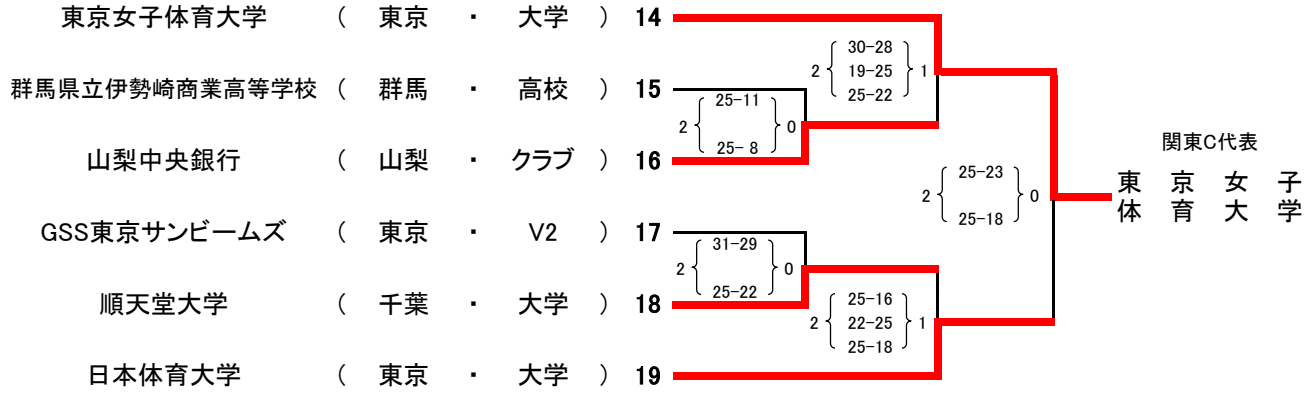 東京女子体育大学 ( 東京 ・ 大学 ) 14
群馬県立伊勢崎商業高等学校 ( 群馬 ・ 高校 ) 15
山梨中央銀行 ( 山梨 ・ クラブ ) 16
GSS東京サンビームズ ( 東京 ・ V2 ) 17
順天堂大学 ( 千葉 ・ 大学 ) 18
日本体育大学 ( 東京 ・ 大学 ) 19
25-11
2 0
25- 8
31-29
2 0
25-22
30-28
2 19-25 1
25-22
25-16
2 22-25 1
25-18
25-23
2 0
25-18
関東C代表
東京女子
体育大学